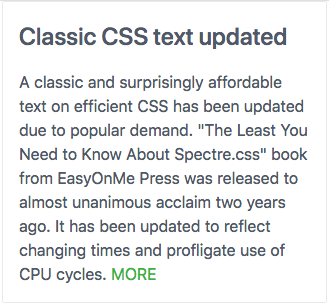 Classic CSS text updated
A classic and surprisingly affordable
text on efficient CSS has been updated
due to popular demand. "The Least You
Need to Know About Spectre.css" book
from EasyOnMe Press was released to
almost unanimous acclaim two years
ago. It has been updated to reflect
changing times and profligate use of
CPU cycles. MORE